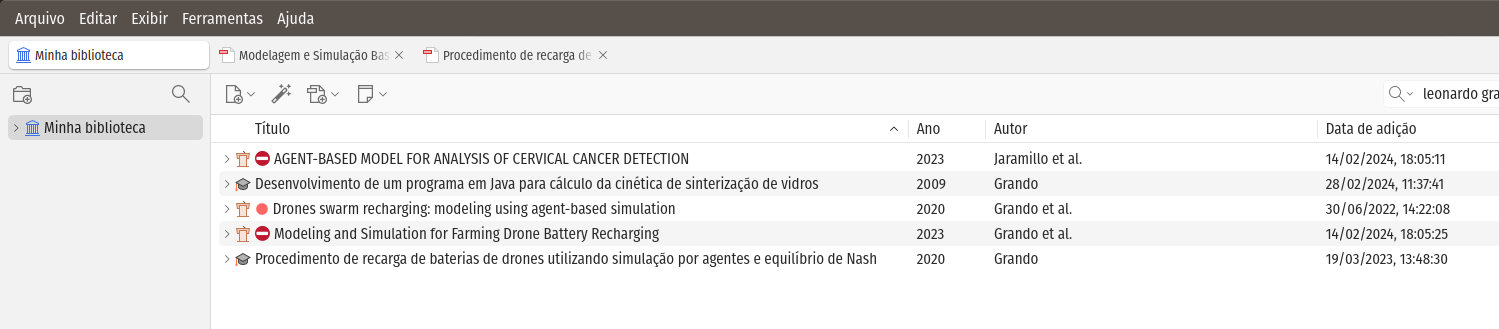 Arquivo Editar Exibir Ferramentas Ajuda
Minha biblioteca Modelagem e Simulação Bas Procedimento de recarga de
leonardo gra
Minha biblioteca
Título Ano Autor Data de adição
AGENT-BASED MODEL FOR ANALYSIS OF CERVICAL CANCER DETECTION 2023 Jaramillo et al. 14/02/2024, 18:05:11
Desenvolvimento de um programa em Java para cálculo da cinética de sinterização de vidros 2009 Grando 28/02/2024, 11:37:41
Drones swarm recharging: modeling using agent-based simulation 2020 Grando et al. 30/06/2022, 14:22:08
Modeling and Simulation for Farming Drone Battery Recharging 2023 Grando et al. 14/02/2024, 18:05:25
Procedimento de recarga de baterias de drones utilizando simulação por agentes e equilíbrio de Nash 2020 Grando 19/03/2023, 13:48:30